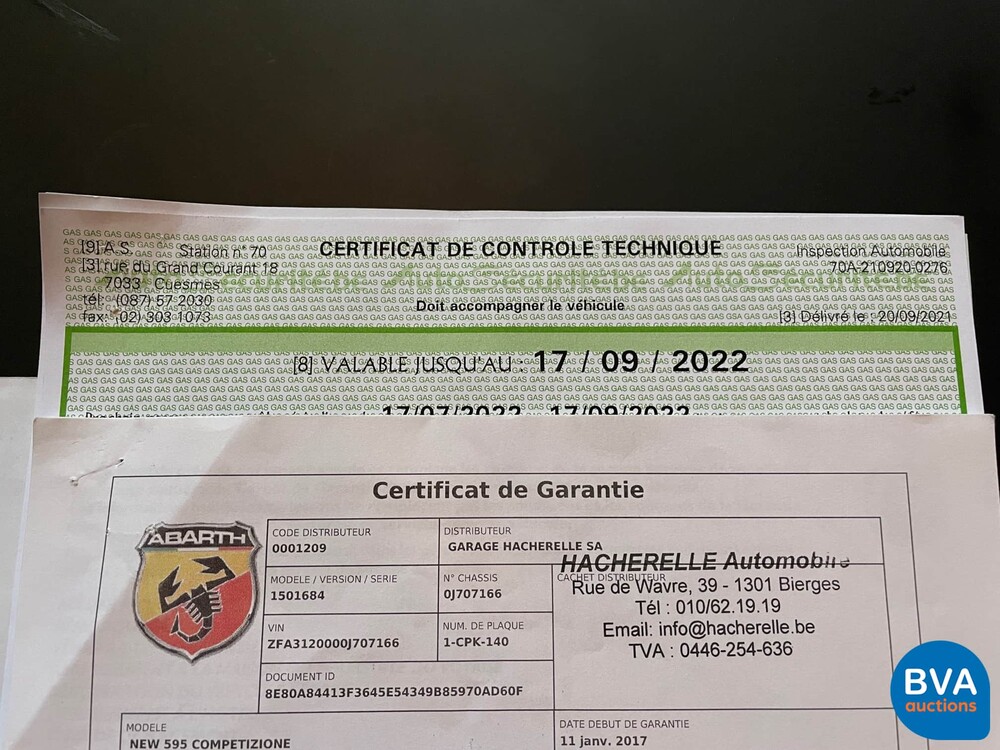 [9] A.S. Station n° 70
[3] rue du Grand Courant 18
7033 Cuesmes
tél: (087) 57 2030
fax: (02) 303 1073
CERTIFICAT DE CONTROLE TECHNIQUE
Doit accompagner le véhicule
Inspection Automobile
70A-210920-0276
[3] Délivré le : 20/09/2021
[8] VALABLE JUSQU'AU : 17 / 09 / 2022
17/07/2022 - 17/09/2022
Certificat de Garantie
ABARTH
CODE DISTRIBUTEUR
0001209
DISTRIBUTEUR
GARAGE HACHERELLE SA
MODELE / VERSION / SERIE
1501684
N° CHASSIS
0J707166
CACHET DISTRIBUTEUR
HACHERELLE Automobile
Rue de Wavre, 39 - 1301 Bierges
Tél : 010/62.19.19
Email: info@hacherelle.be
TVA : 0446-254-636
VIN
ZFA3120000J707166
NUM. DE PLAQUE
1-CPK-140
DOCUMENT ID
8E80A84413F3645E54349B85970AD60F
MODELE
NEW 595 COMPETIZIONE
DATE DEBUT DE GARANTIE
11 janv. 2017
BVA
auctions